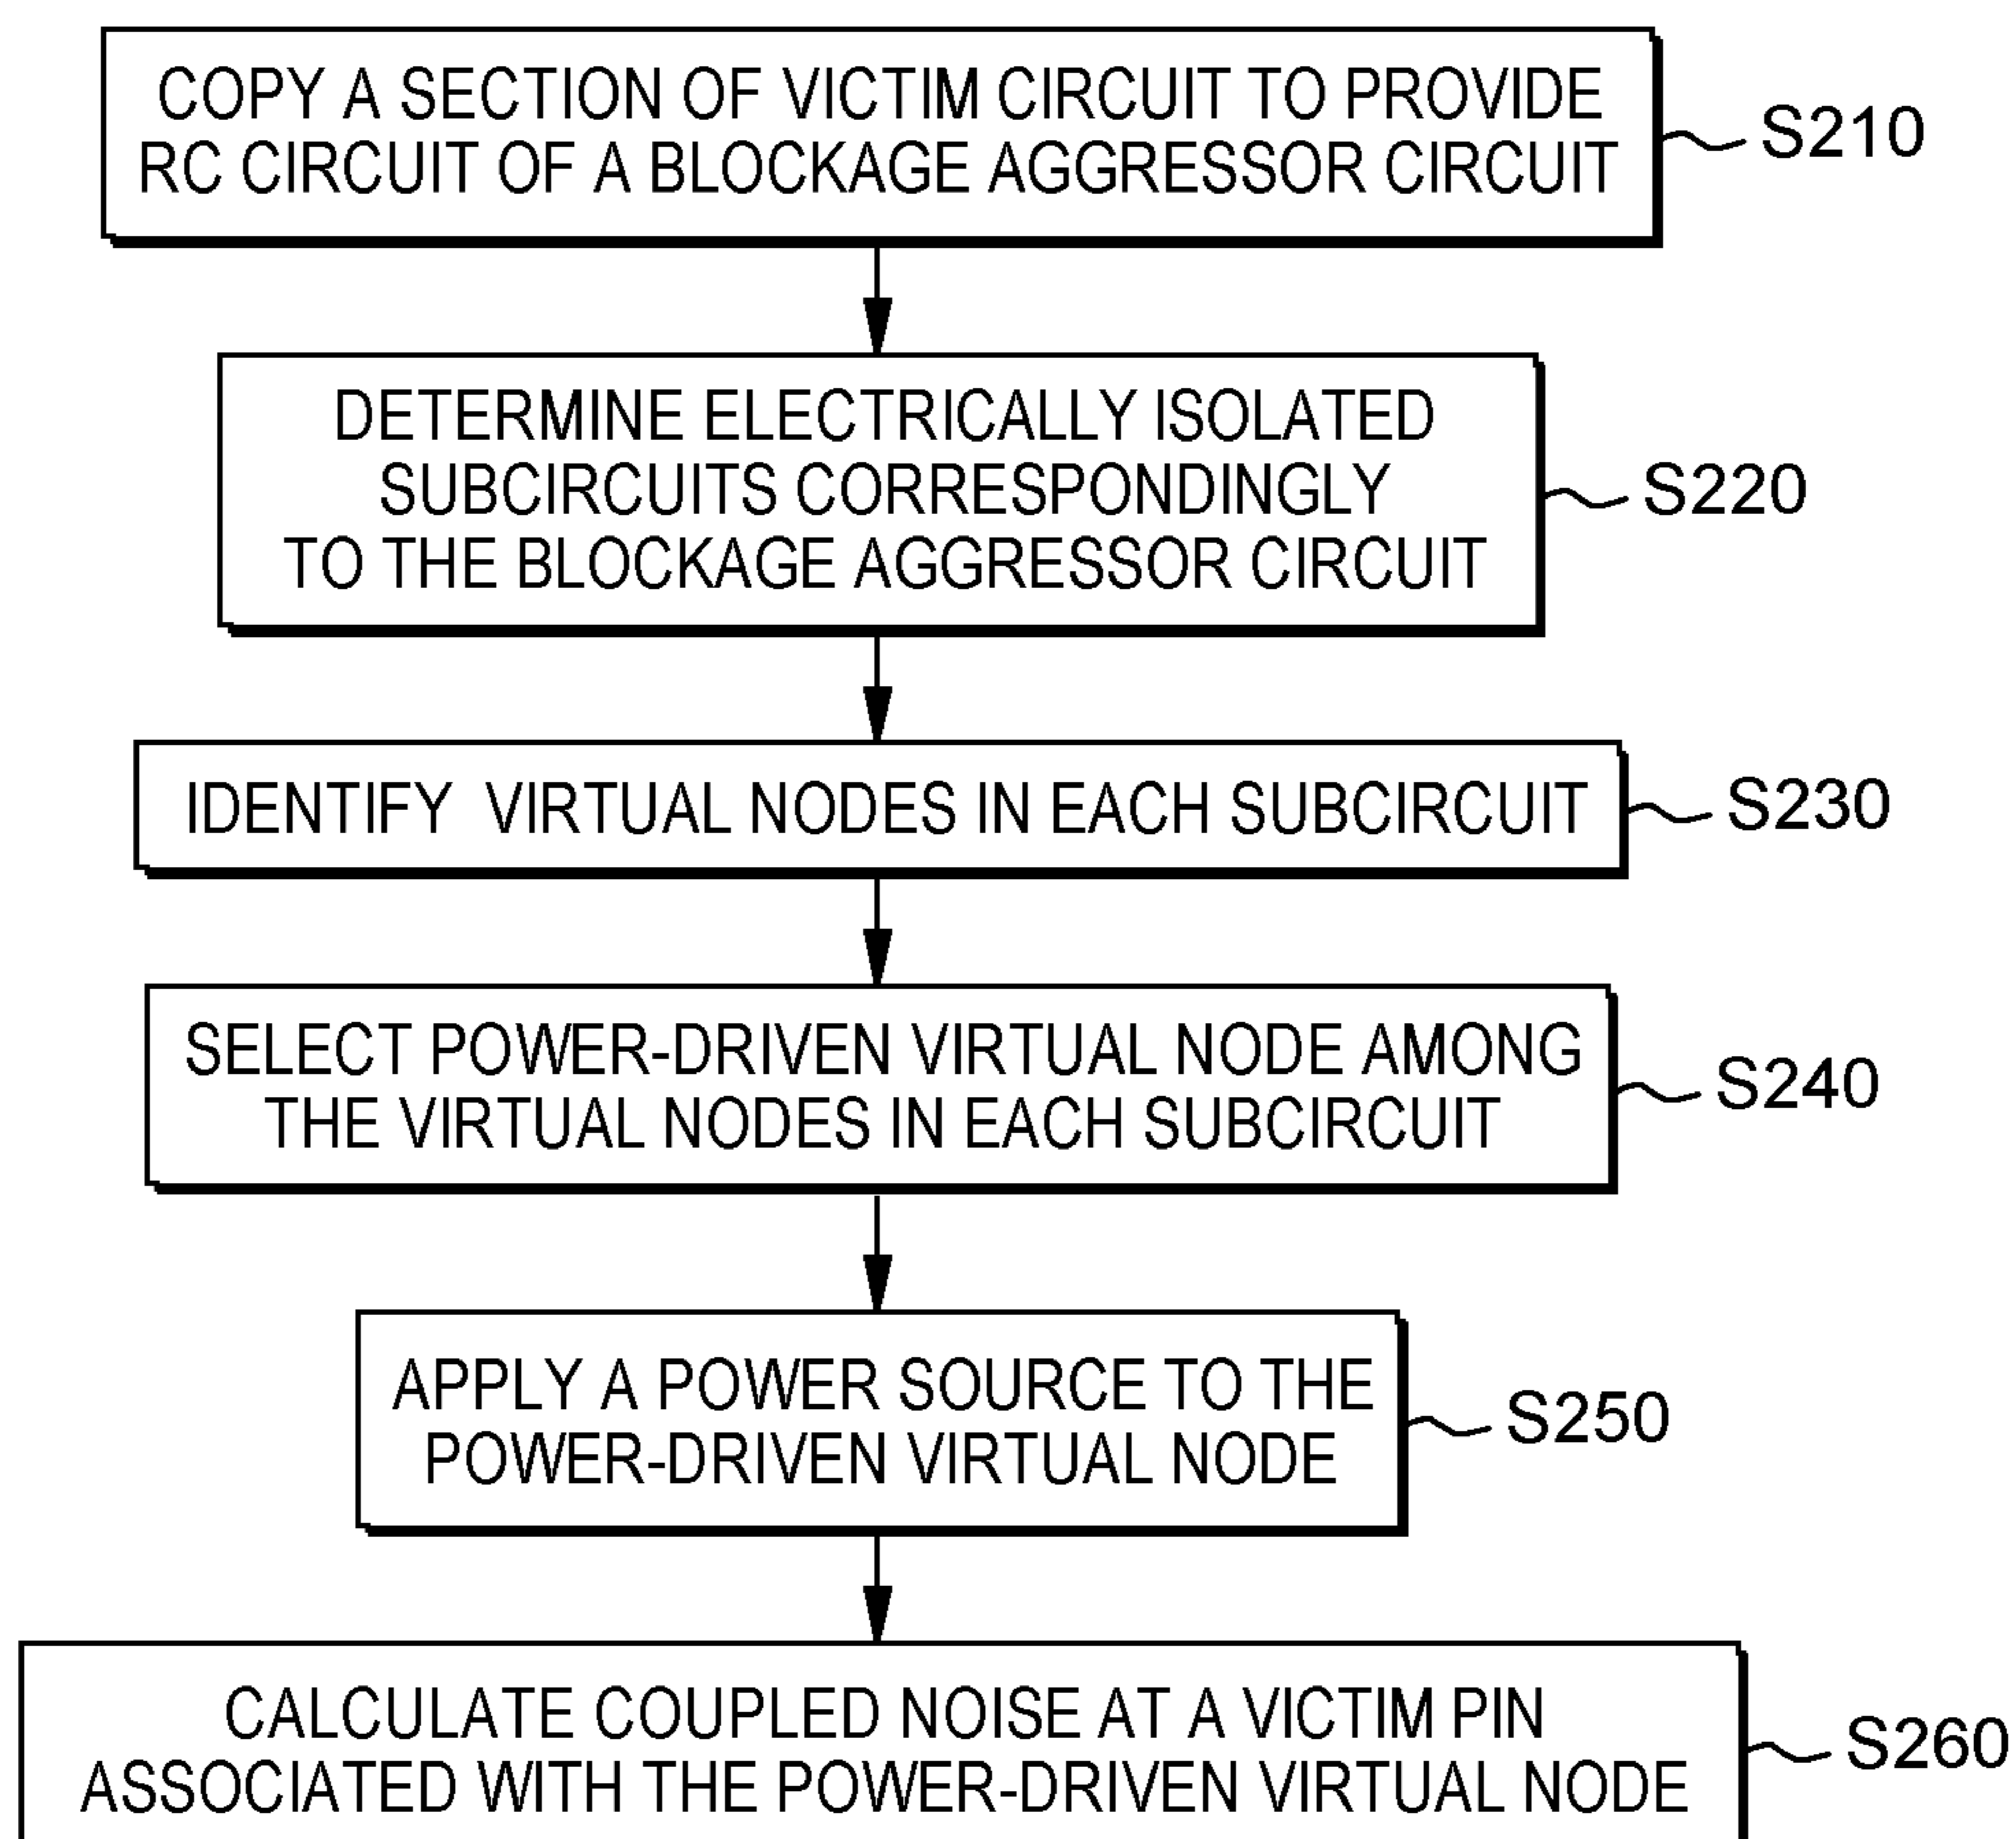 COPY A SECTION OF VICTIM CIRCUIT TO PROVIDE
RC CIRCUIT OF A BLOCKAGE AGGRESSOR CIRCUIT
S210
DETERMINE ELECTRICALLY ISOLATED
SUBCIRCUITS CORRESPONDINGLY
TO THE BLOCKAGE AGGRESSOR CIRCUIT
S220
IDENTIFY VIRTUAL NODES IN EACH SUBCIRCUIT
S230
SELECT POWER-DRIVEN VIRTUAL NODE AMONG
THE VIRTUAL NODES IN EACH SUBCIRCUIT
S240
APPLY A POWER SOURCE TO THE
POWER-DRIVEN VIRTUAL NODE
S250
CALCULATE COUPLED NOISE AT A VICTIM PIN
ASSOCIATED WITH THE POWER-DRIVEN VIRTUAL NODE
S260